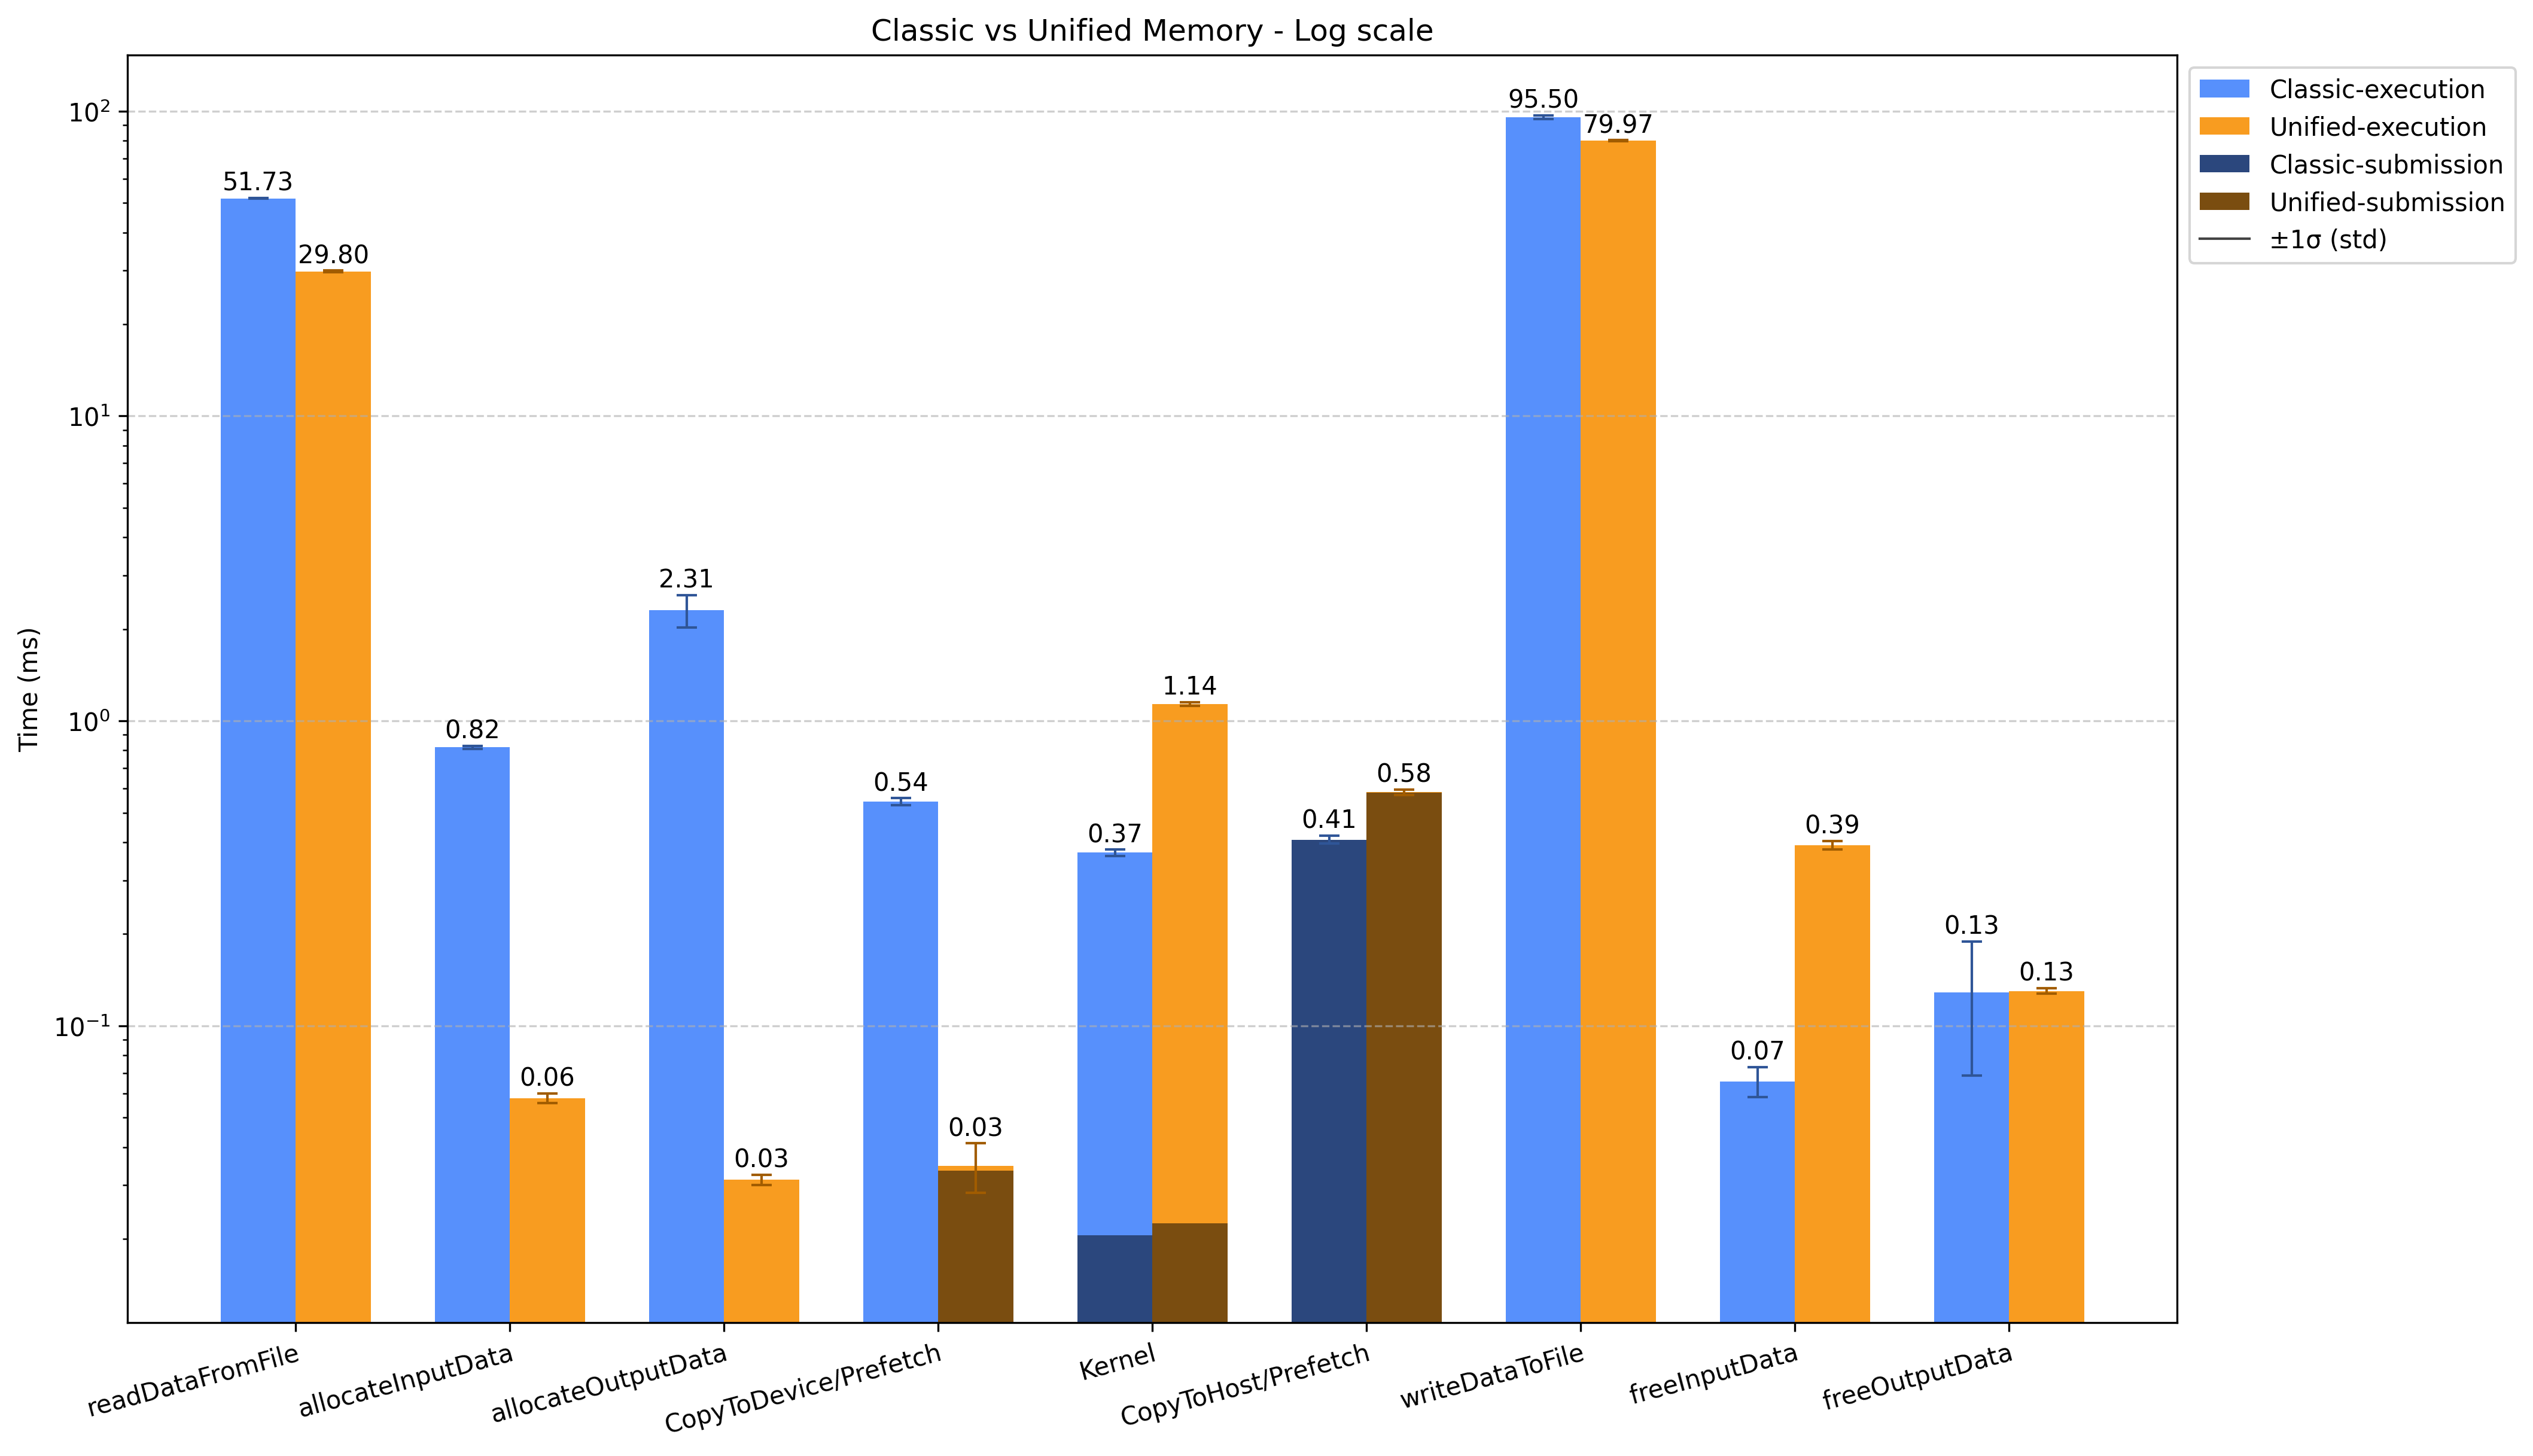 Classic vs Unified Memory - Log scale
Time (ms)
10²
10¹
10⁰
10⁻¹
51.73
29.80
0.82
0.06
2.31
0.03
0.54
0.03
0.37
1.14
0.41
0.58
95.50
79.97
0.07
0.39
0.13
0.13
readDataFromFile
allocateInputData
allocateOutputData
CopyToDevice/Prefetch
Kernel
CopyToHost/Prefetch
writeDataToFile
freeInputData
freeOutputData
Classic-execution
Unified-execution
Classic-submission
Unified-submission
±1σ (std)